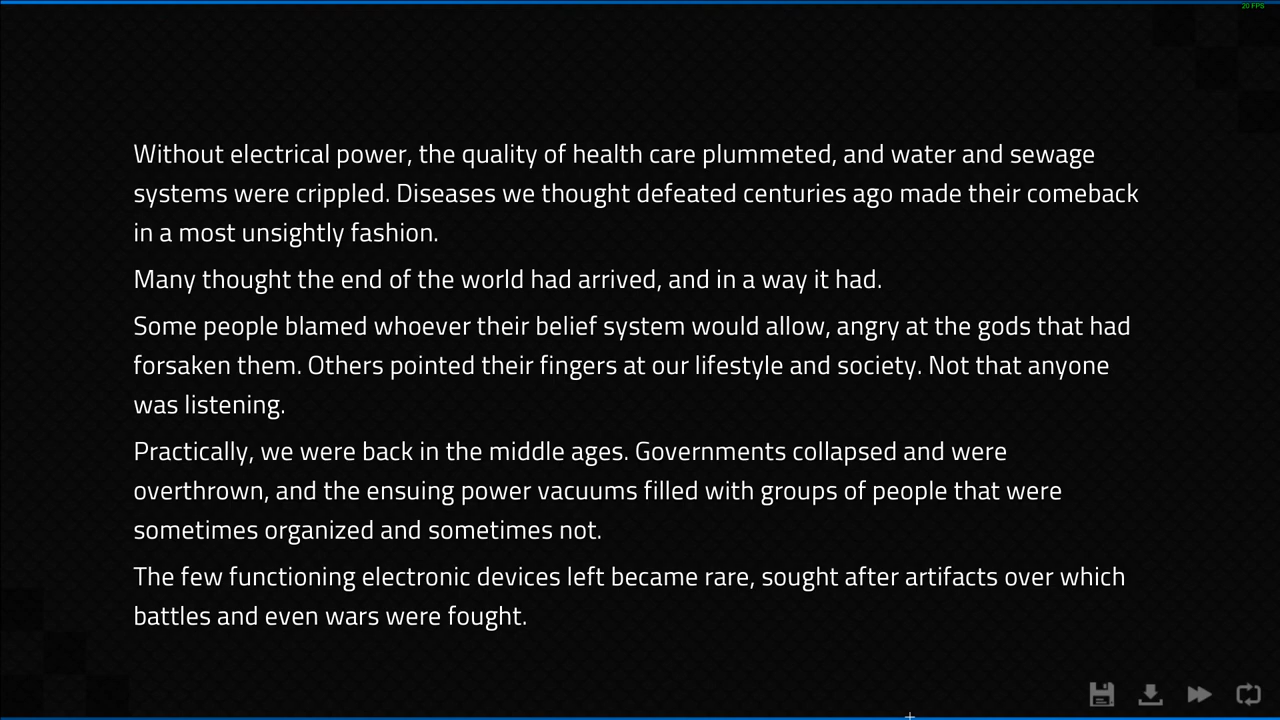 20 FPS
Without electrical power, the quality of health care plummeted, and water and sewage
systems were crippled. Diseases we thought defeated centuries ago made their comeback
in a most unsightly fashion.
Many thought the end of the world had arrived, and in a way it had.
Some people blamed whoever their belief system would allow, angry at the gods that had
forsaken them. Others pointed their fingers at our lifestyle and society. Not that anyone
was listening.
Practically, we were back in the middle ages. Governments collapsed and were
overthrown, and the ensuing power vacuums filled with groups of people that were
sometimes organized and sometimes not.
The few functioning electronic devices left became rare, sought after artifacts over which
battles and even wars were fought.